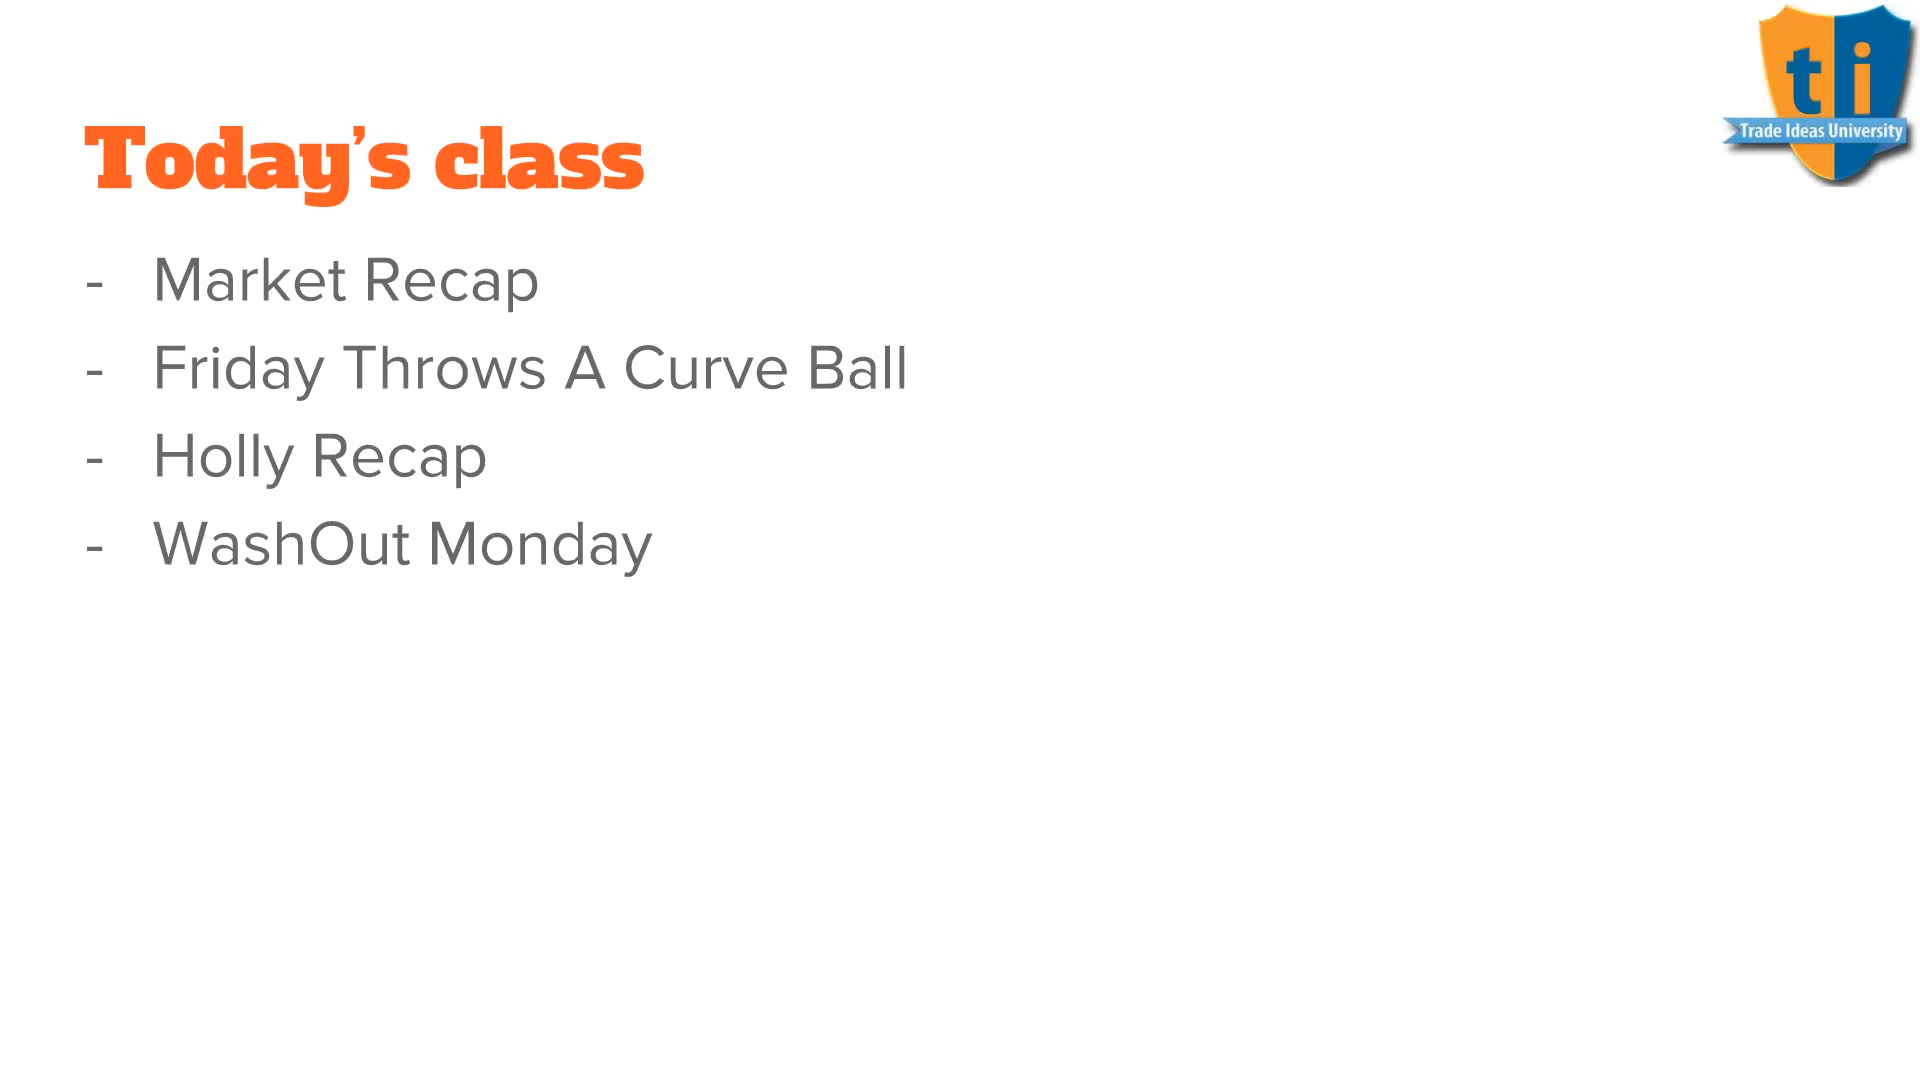 ti
Trade Ideas University
Today's class
- Market Recap
- Friday Throws A Curve Ball
- Holly Recap
- WashOut Monday